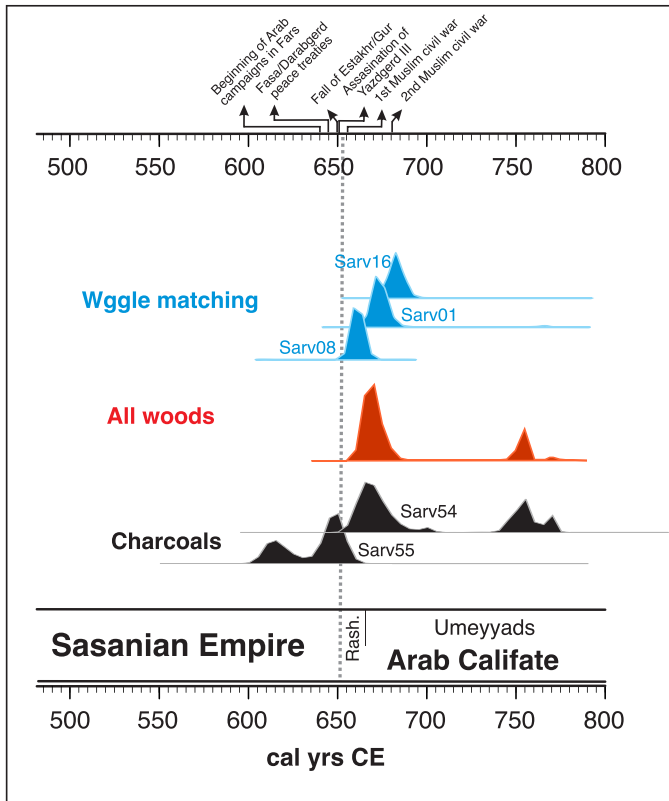 Beginning of Arab
campaigns in Fars
Fasa/Darabgerd
peace treaties
Fall of Estakhr/Gur
Assasination of
Yazdgerd III
1st Muslim civil war
2nd Muslim civil war
500 550 600 650 700 750 800
Sarv16
Wggle matching
Sarv01
Sarv08
All woods
Sarv54
Charcoals
Sarv55
Sasanian Empire
Rash.
Umeyyads
Arab Califate
500 550 600 650 700 750 800
cal yrs CE